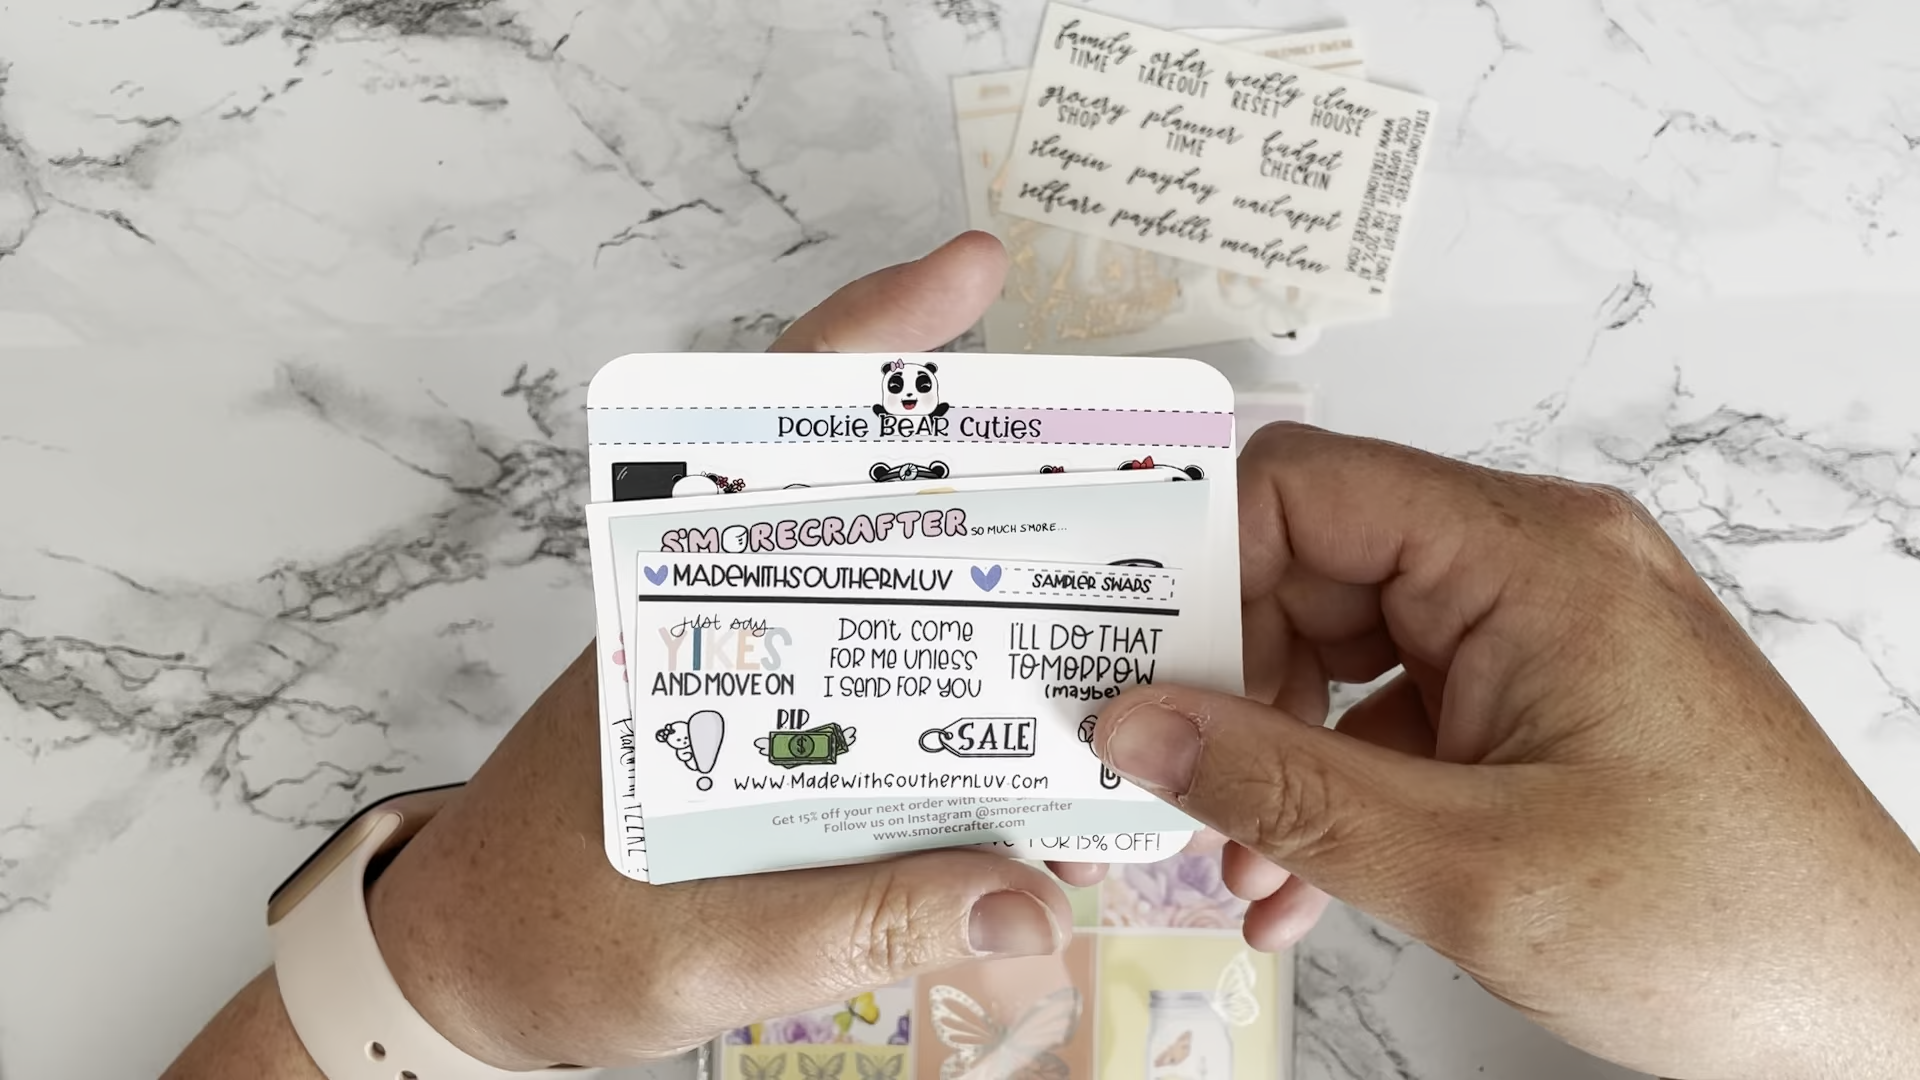 family order weekly clean
TIME TAKEOUT RESET HOUSE
grocery planner budget
SHOP TIME CHECKIN
sleepin payday nailappt
selfcare paybills mealplan
Pookie BeAR Cuties
S'MORECRAFTER SO MUCH S'MORE...
MADEWITHSOUTHERNLUV SAMPLER SWAPS
just say
YIKES
AND MOVE ON
Don't come
FOR Me Unless
I send FOR YOU
I'LL DO THAT
TOMORROW
(maybe)
RIP
SALE
www.MadewithSouthernLuv.com
Get 15% off your next order with code
Follow us on Instagram @smorecrafter
www.smorecrafter.com
FOR 15% OFF!